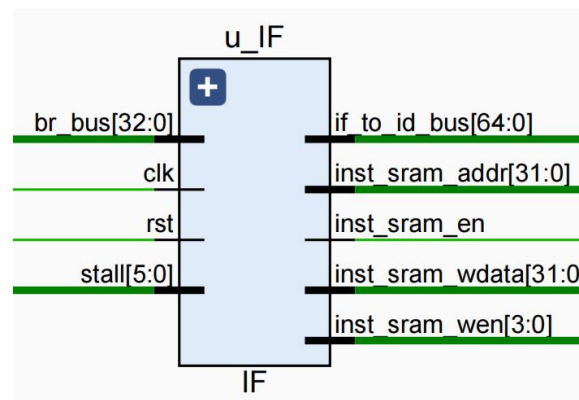 u_IF
+
br_bus[32:0]
if_to_id_bus[64:0]
clk
inst_sram_addr[31:0]
rst
inst_sram_en
stall[5:0]
inst_sram_wdata[31:0
inst_sram_wen[3:0]
IF